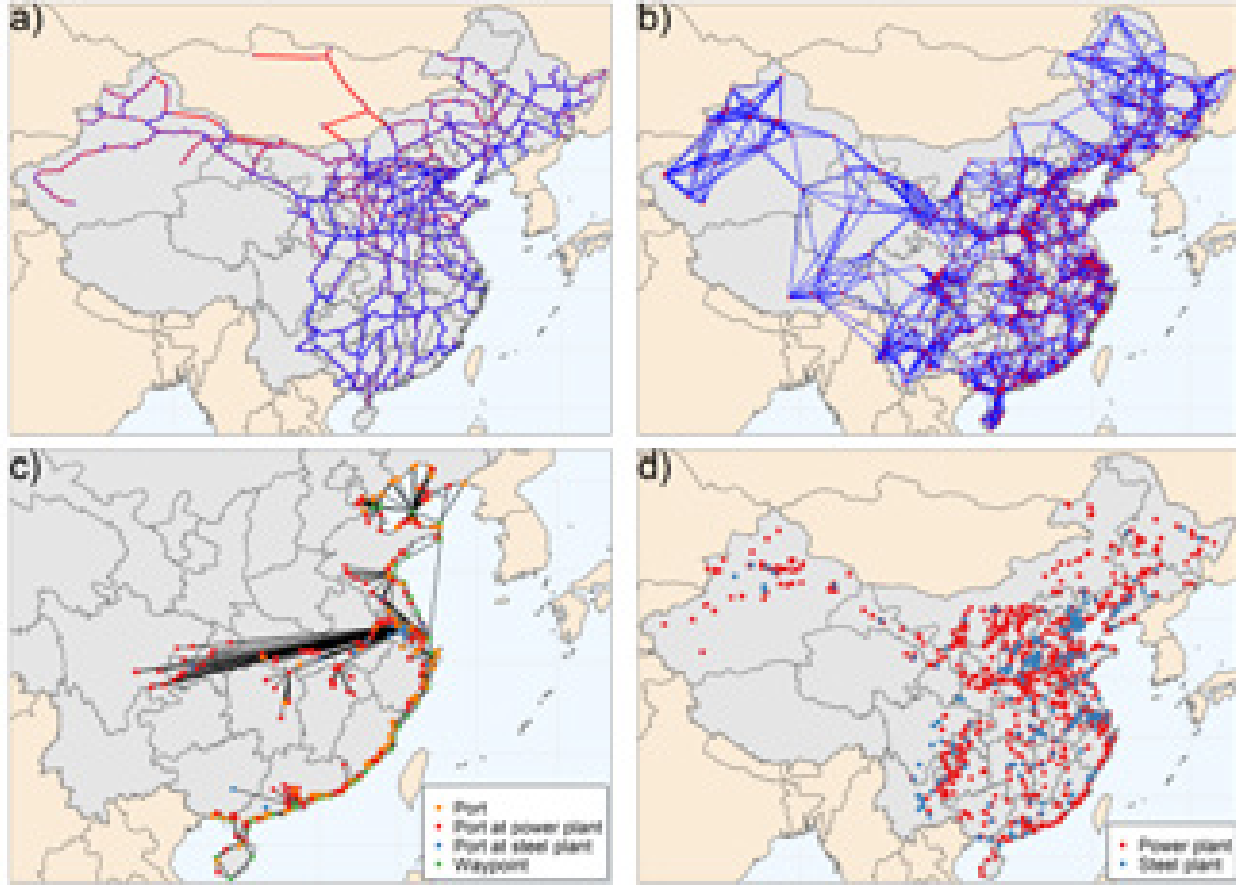 a)
b)
c)
Port
Port at power plant
Port at steel plant
Waypoint
d)
Power plant
Steel plant